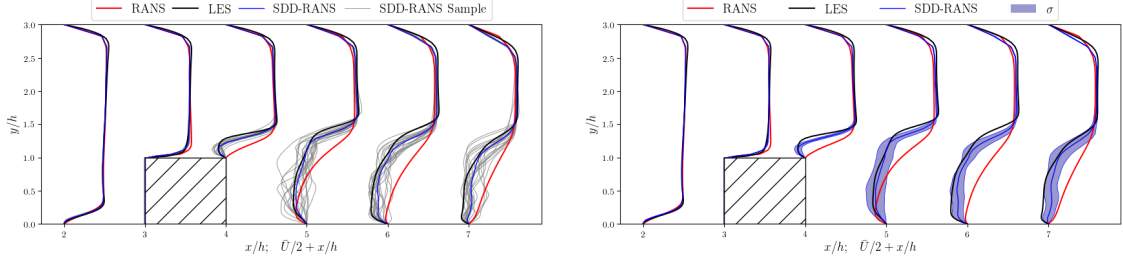 RANS LES SDD-RANS SDD-RANS Sample
3.0
2.5
2.0
1.5
1.0
0.5
0.0
y/h
2 3 4 5 6 7
x/h; Ū/2 + x/h
RANS LES SDD-RANS σ
3.0
2.5
2.0
1.5
1.0
0.5
0.0
y/h
2 3 4 5 6 7
x/h; Ū/2 + x/h